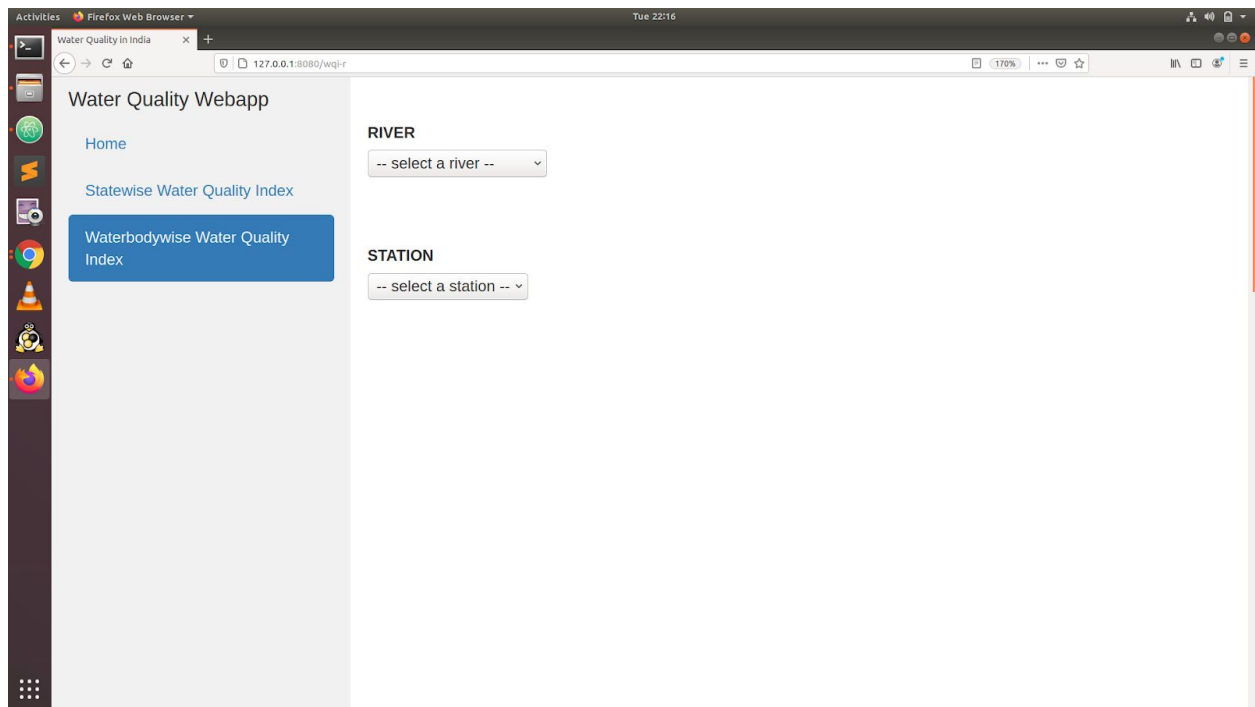 Activities Firefox Web Browser Tue 22:16
Water Quality in India
127.0.0.1:8080/wqi-r 170%
Water Quality Webapp
Home
Statewise Water Quality Index
Waterbodywise Water Quality
Index
RIVER
-- select a river --
STATION
-- select a station --